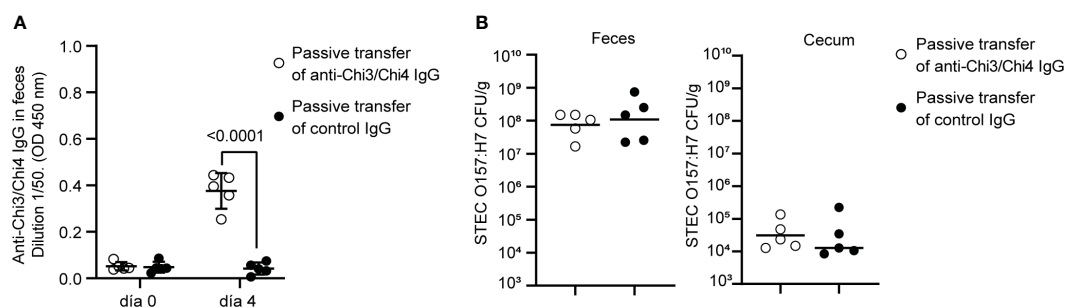 A
Anti-Chi3/Chi4 IgG in feces
Dilution 1/50. (OD 450 nm)
1.0
0.8
0.6
0.4
0.2
0.0
<0.0001
día 0
día 4
Passive transfer
of anti-Chi3/Chi4 IgG
Passive transfer
of control IgG
B
Feces
STEC O157:H7 CFU/g
10¹⁰
10⁹
10⁸
10⁷
10⁶
10⁵
10⁴
10³
Cecum
STEC O157:H7 CFU/g
10¹⁰
10⁹
10⁸
10⁷
10⁶
10⁵
10⁴
10³
Passive transfer
of anti-Chi3/Chi4 IgG
Passive transfer
of control IgG